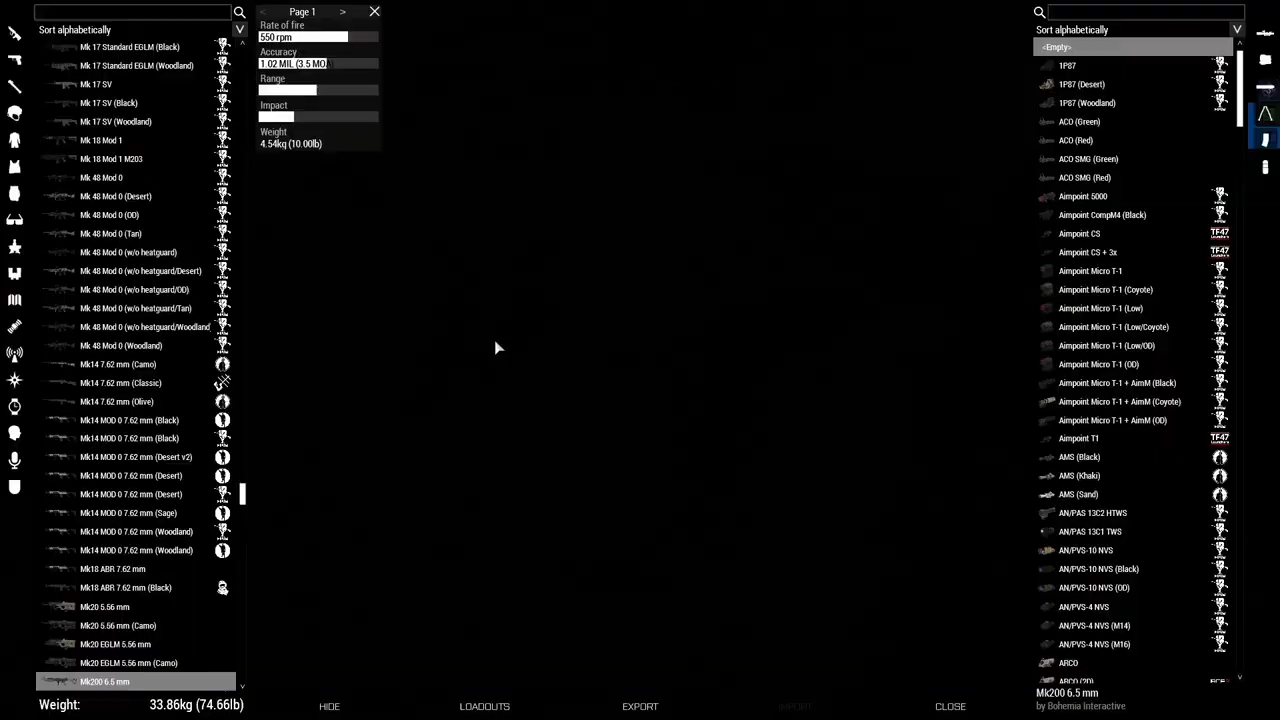 Sort alphabetically
Mk 17 Standard EGLM (Black)
Mk 17 Standard EGLM (Woodland)
Mk 17 SV
Mk 17 SV (Black)
Mk 17 SV (Woodland)
Mk 18 Mod 1
Mk 18 Mod 1 M203
Mk 48 Mod 0
Mk 48 Mod 0 (Desert)
Mk 48 Mod 0 (OD)
Mk 48 Mod 0 (Tan)
Mk 48 Mod 0 (w/o heatguard)
Mk 48 Mod 0 (w/o heatguard/Desert)
Mk 48 Mod 0 (w/o heatguard/OD)
Mk 48 Mod 0 (w/o heatguard/Tan)
Mk 48 Mod 0 (w/o heatguard/Woodland
Mk 48 Mod 0 (Woodland)
Mk14 7.62 mm (Camo)
Mk14 7.62 mm (Classic)
Mk14 7.62 mm (Olive)
Mk14 MOD 0 7.62 mm (Black)
Mk14 MOD 0 7.62 mm (Black)
Mk14 MOD 0 7.62 mm (Desert v2)
Mk14 MOD 0 7.62 mm (Desert)
Mk14 MOD 0 7.62 mm (Desert)
Mk14 MOD 0 7.62 mm (Sage)
Mk14 MOD 0 7.62 mm (Woodland)
Mk14 MOD 0 7.62 mm (Woodland)
Mk18 ABR 7.62 mm
Mk18 ABR 7.62 mm (Black)
Mk20 5.56 mm
Mk20 5.56 mm (Camo)
Mk20 EGLM 5.56 mm
Mk20 EGLM 5.56 mm (Camo)
Mk200 6.5 mm
Weight: 33.86kg (74.66lb)
< Page 1 >
Rate of fire
550 rpm
Accuracy
1.02 MIL (3.5 MOA)
Range
Impact
Weight
4.54kg (10.00lb)
HIDE
LOADOUTS
EXPORT
IMPORT
CLOSE
Sort alphabetically
<Empty>
1P87
1P87 (Desert)
1P87 (Woodland)
ACO (Green)
ACO (Red)
ACO SMG (Green)
ACO SMG (Red)
Aimpoint 5000
Aimpoint CompM4 (Black)
Aimpoint CS TF47
Aimpoint CS + 3x TF47
Aimpoint Micro T-1
Aimpoint Micro T-1 (Coyote)
Aimpoint Micro T-1 (Low)
Aimpoint Micro T-1 (Low/Coyote)
Aimpoint Micro T-1 (Low/OD)
Aimpoint Micro T-1 (OD)
Aimpoint Micro T-1 + AimM (Black)
Aimpoint Micro T-1 + AimM (Coyote)
Aimpoint Micro T-1 + AimM (OD)
Aimpoint T1 TF47
AMS (Black)
AMS (Khaki)
AMS (Sand)
AN/PAS 13C2 HTWS
AN/PAS 13C1 TWS
AN/PVS-10 NVS
AN/PVS-10 NVS (Black)
AN/PVS-10 NVS (OD)
AN/PVS-4 NVS
AN/PVS-4 NVS (M14)
AN/PVS-4 NVS (M16)
ARCO
ARCO (2D)
Mk200 6.5 mm
by Bohemia Interactive